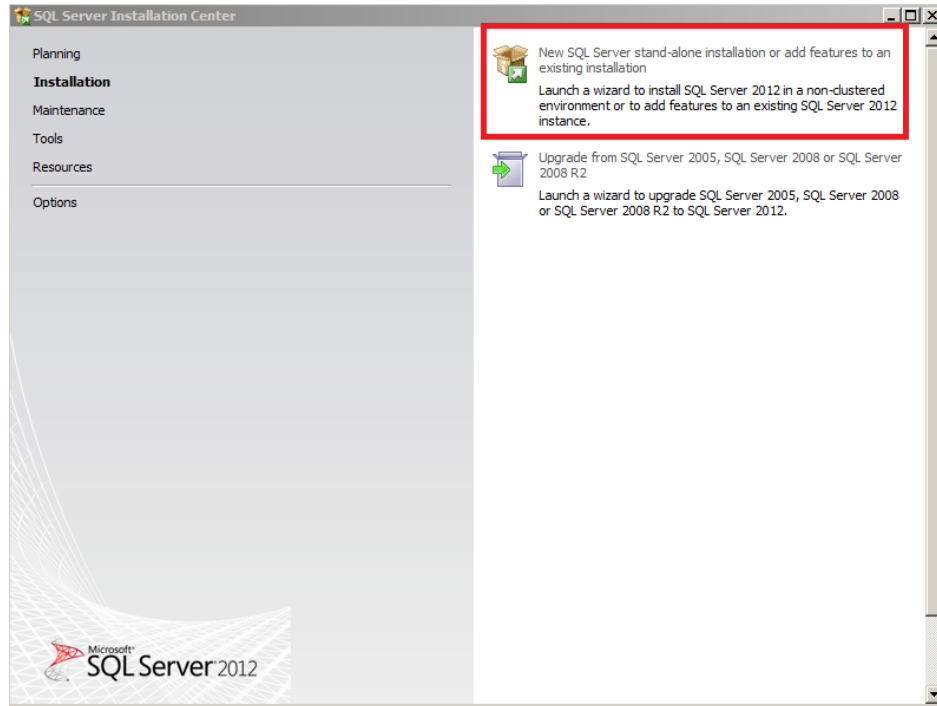 SQL Server Installation Center
Planning
Installation
Maintenance
Tools
Resources
Options
New SQL Server stand-alone installation or add features to an
existing installation
Launch a wizard to install SQL Server 2012 in a non-clustered
environment or to add features to an existing SQL Server 2012
instance.
Upgrade from SQL Server 2005, SQL Server 2008 or SQL Server
2008 R2
Launch a wizard to upgrade SQL Server 2005, SQL Server 2008
or SQL Server 2008 R2 to SQL Server 2012.
Microsoft®
SQL Server®2012